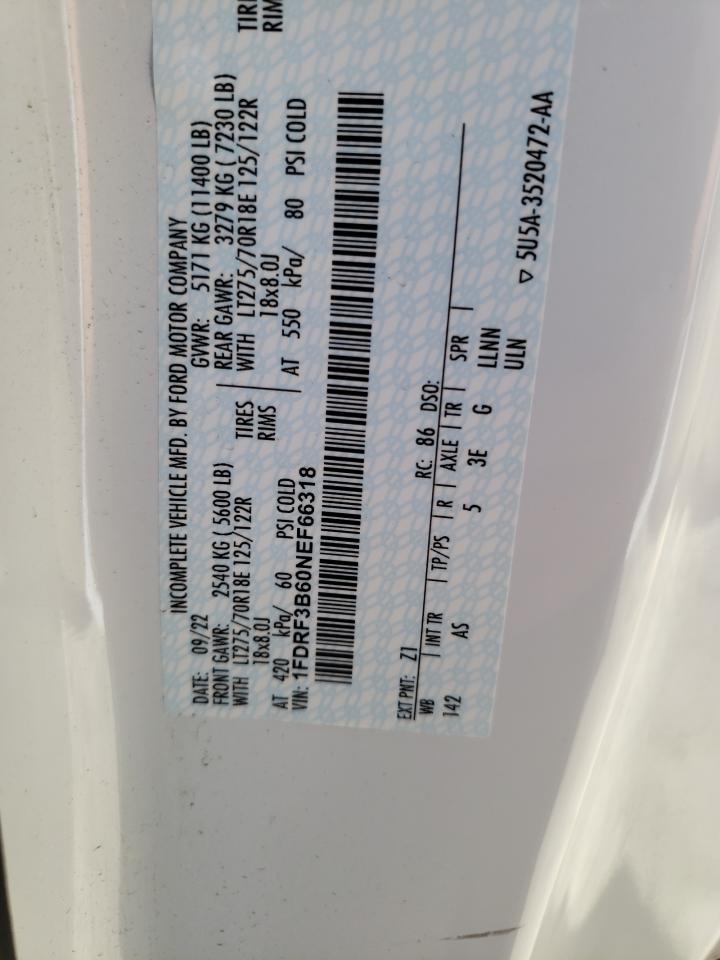 INCOMPLETE VEHICLE MFD. BY FORD MOTOR COMPANY
DATE: 09/22 GVWR: 5171 KG (11400 LB)
FRONT GAWR: 2540 KG ( 5600 LB) REAR GAWR: 3279 KG ( 7230 LB)
WITH LT275/70R18E 125/122R TIRES WITH LT275/70R18E 125/122R TIRE
18x8.0J RIMS 18x8.0J RIM
AT 420 kPa/ 60 PSI COLD AT 550 kPa/ 80 PSI COLD
VIN: 1FDRF3B60NEF66318
EXT PNT: Z1 RC: 86 DSO:
WB INT TR TP/PS R AXLE TR SPR
142 AS 5 3E G LLNN
ULN
▽ 5U5A-3520472-AA